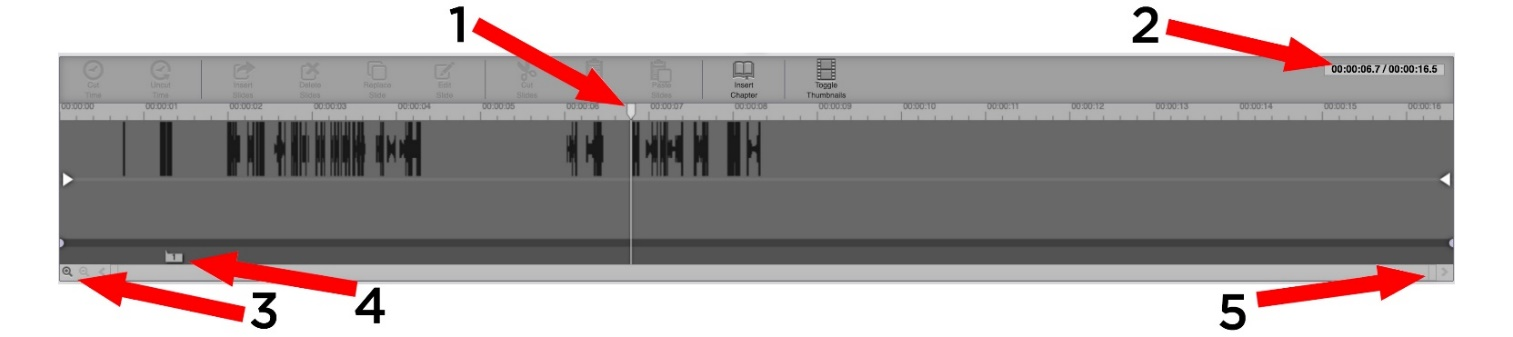 1
2
Cut Time
Uncut Time
Insert Slides
Delete Slides
Replace Slide
Edit Slide
Cut Slides
Paste Slides
Insert Chapter
Toggle Thumbnails
00:00:06.7 / 00:00:16.5
00:00:00 00:00:01 00:00:02 00:00:03 00:00:04 00:00:05 00:00:06 00:00:07 00:00:08 00:00:09 00:00:10 00:00:11 00:00:12 00:00:13 00:00:14 00:00:15 00:00:16
1
3
4
5